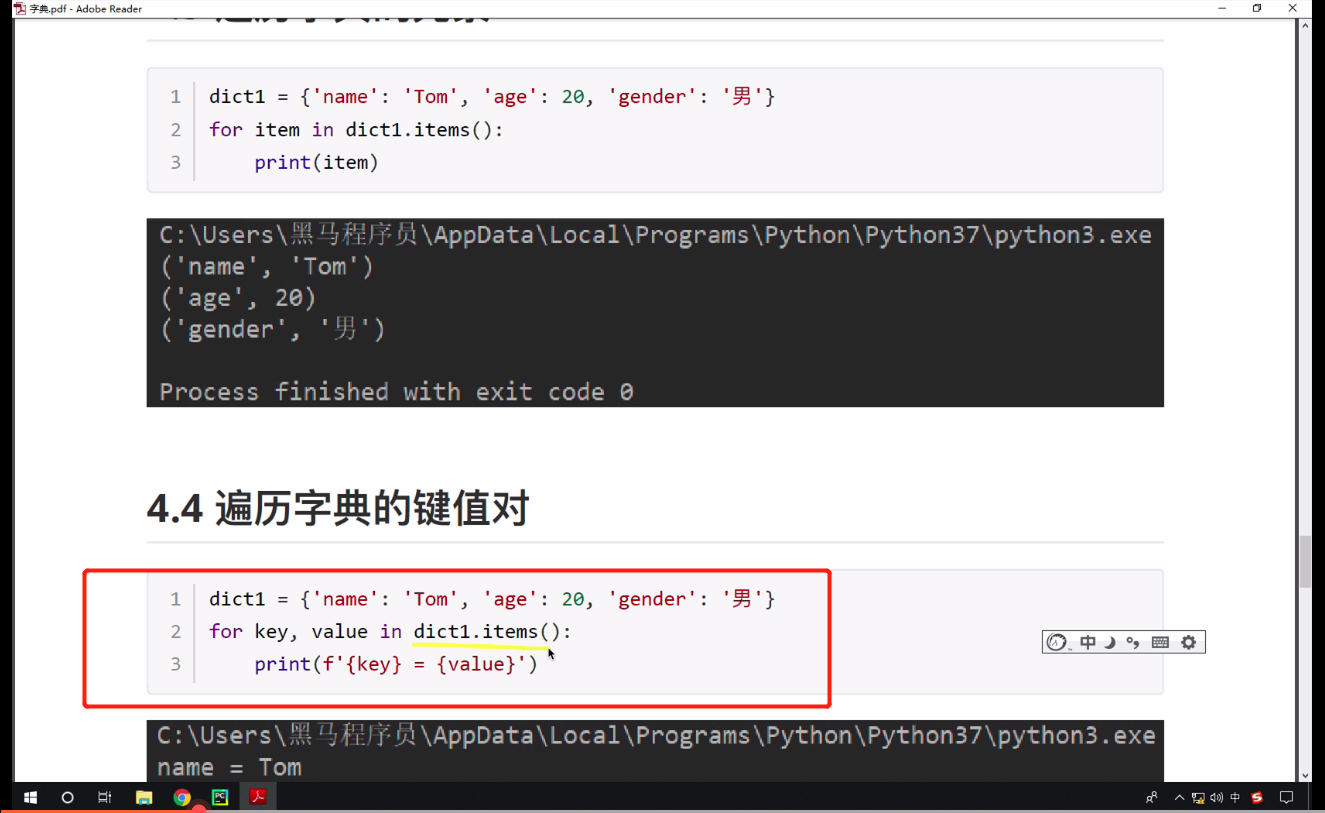 字典.pdf - Adobe Reader
1 dict1 = {'name': 'Tom', 'age': 20, 'gender': '男'}
2 for item in dict1.items():
3     print(item)
C:\Users\黑马程序员\AppData\Local\Programs\Python\Python37\python3.exe
('name', 'Tom')
('age', 20)
('gender', '男')
Process finished with exit code 0
4.4 遍历字典的键值对
1 dict1 = {'name': 'Tom', 'age': 20, 'gender': '男'}
2 for key, value in dict1.items():
3     print(f'{key} = {value}')
中
C:\Users\黑马程序员\AppData\Local\Programs\Python\Python37\python3.exe
name = Tom
PC
中